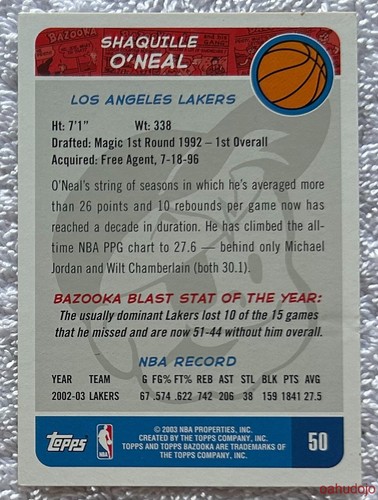 SHAQUILLE
O'NEAL
LOS ANGELES LAKERS
Ht: 7'1" Wt: 338
Drafted: Magic 1st Round 1992 – 1st Overall
Acquired: Free Agent, 7-18-96
O'Neal's string of seasons in which he's averaged more
than 26 points and 10 rebounds per game now has
reached a decade in duration. He has climbed the all-
time NBA PPG chart to 27.6 — behind only Michael
Jordan and Wilt Chamberlain (both 30.1).
BAZOOKA BLAST STAT OF THE YEAR:
The usually dominant Lakers lost 10 of the 15 games
that he missed and are now 51-44 without him overall.
NBA RECORD
YEAR TEAM G FG% FT% REB AST STL BLK PTS AVG
2002-03 LAKERS 67 .574 .622 742 206 38 159 1841 27.5
© 2003 NBA PROPERTIES, INC.
CREATED BY THE TOPPS COMPANY, INC.
TOPPS AND TOPPS BAZOOKA ARE TRADEMARKS OF
THE TOPPS COMPANY, INC.
Topps
NBA
50
oahudojo